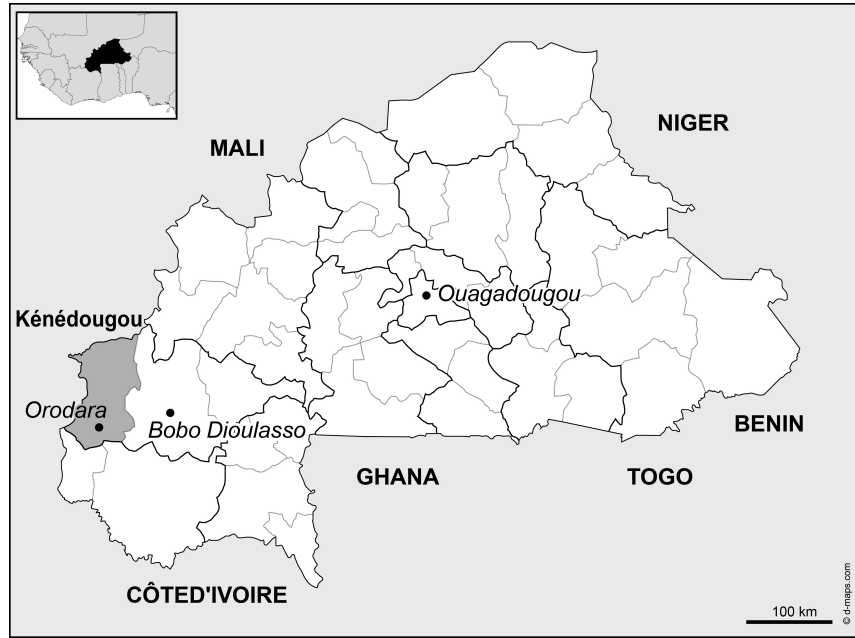 NIGER
MALI
Ouagadougou
Kénédougou
Orodara
Bobo Dioulasso
BENIN
GHANA
TOGO
CÔTED'IVOIRE
100 km
© d-maps.com